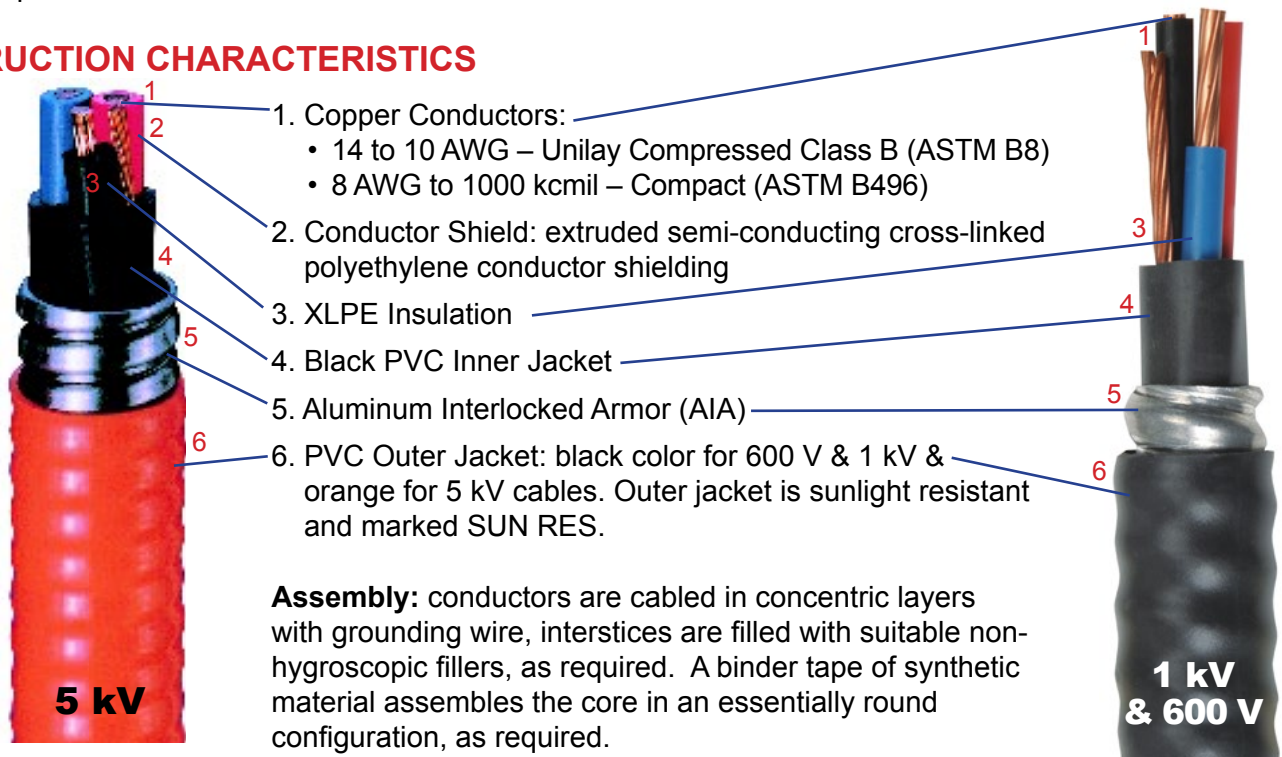 RUCTION CHARACTERISTICS
1. Copper Conductors:
• 14 to 10 AWG – Unilay Compressed Class B (ASTM B8)
• 8 AWG to 1000 kcmil – Compact (ASTM B496)
2. Conductor Shield: extruded semi-conducting cross-linked
polyethylene conductor shielding
3. XLPE Insulation
4. Black PVC Inner Jacket
5. Aluminum Interlocked Armor (AIA)
6. PVC Outer Jacket: black color for 600 V & 1 kV &
orange for 5 kV cables. Outer jacket is sunlight resistant
and marked SUN RES.
Assembly: conductors are cabled in concentric layers
with grounding wire, interstices are filled with suitable non-
hygroscopic fillers, as required. A binder tape of synthetic
material assembles the core in an essentially round
configuration, as required.
1
2
3
4
5
6
5 kV
1
3
4
5
6
1 kV
& 600 V